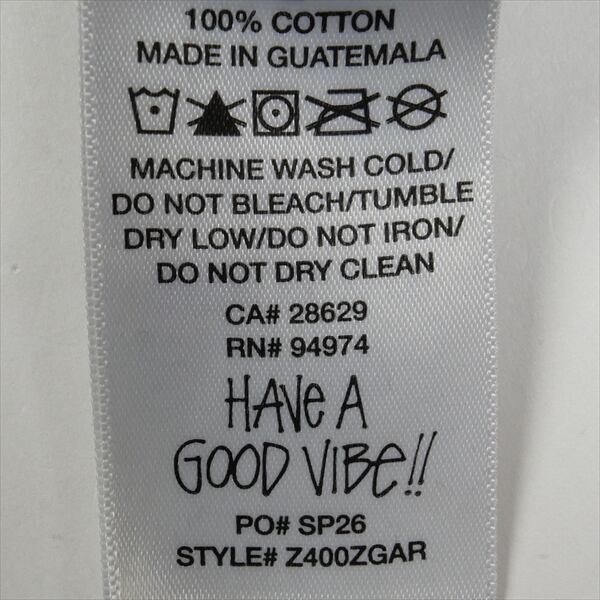 100% COTTON
MADE IN GUATEMALA
MACHINE WASH COLD/
DO NOT BLEACH/TUMBLE
DRY LOW/DO NOT IRON/
DO NOT DRY CLEAN
CA# 28629
RN# 94974
HAVe A
GOOD VIBe!!
PO# SP26
STYLE# Z400ZGAR